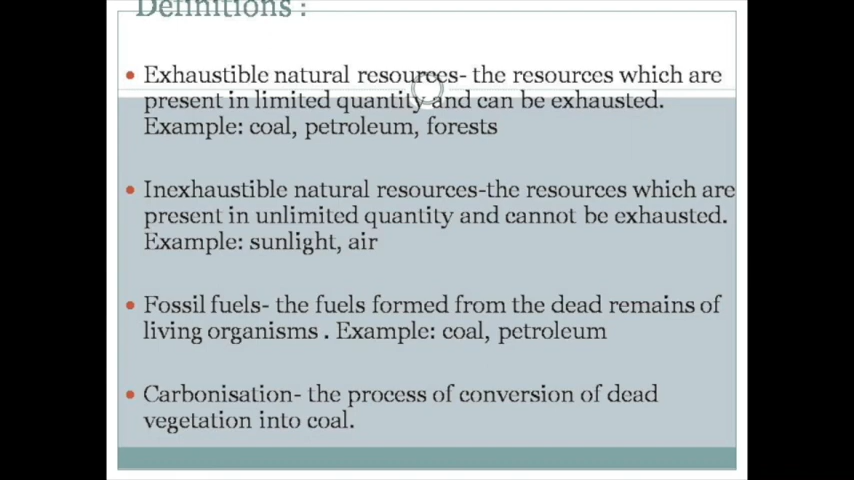 Definitions :
Exhaustible natural resources- the resources which are
present in limited quantity and can be exhausted.
Example: coal, petroleum, forests
Inexhaustible natural resources-the resources which are
present in unlimited quantity and cannot be exhausted.
Example: sunlight, air
Fossil fuels- the fuels formed from the dead remains of
living organisms . Example: coal, petroleum
Carbonisation- the process of conversion of dead
vegetation into coal.